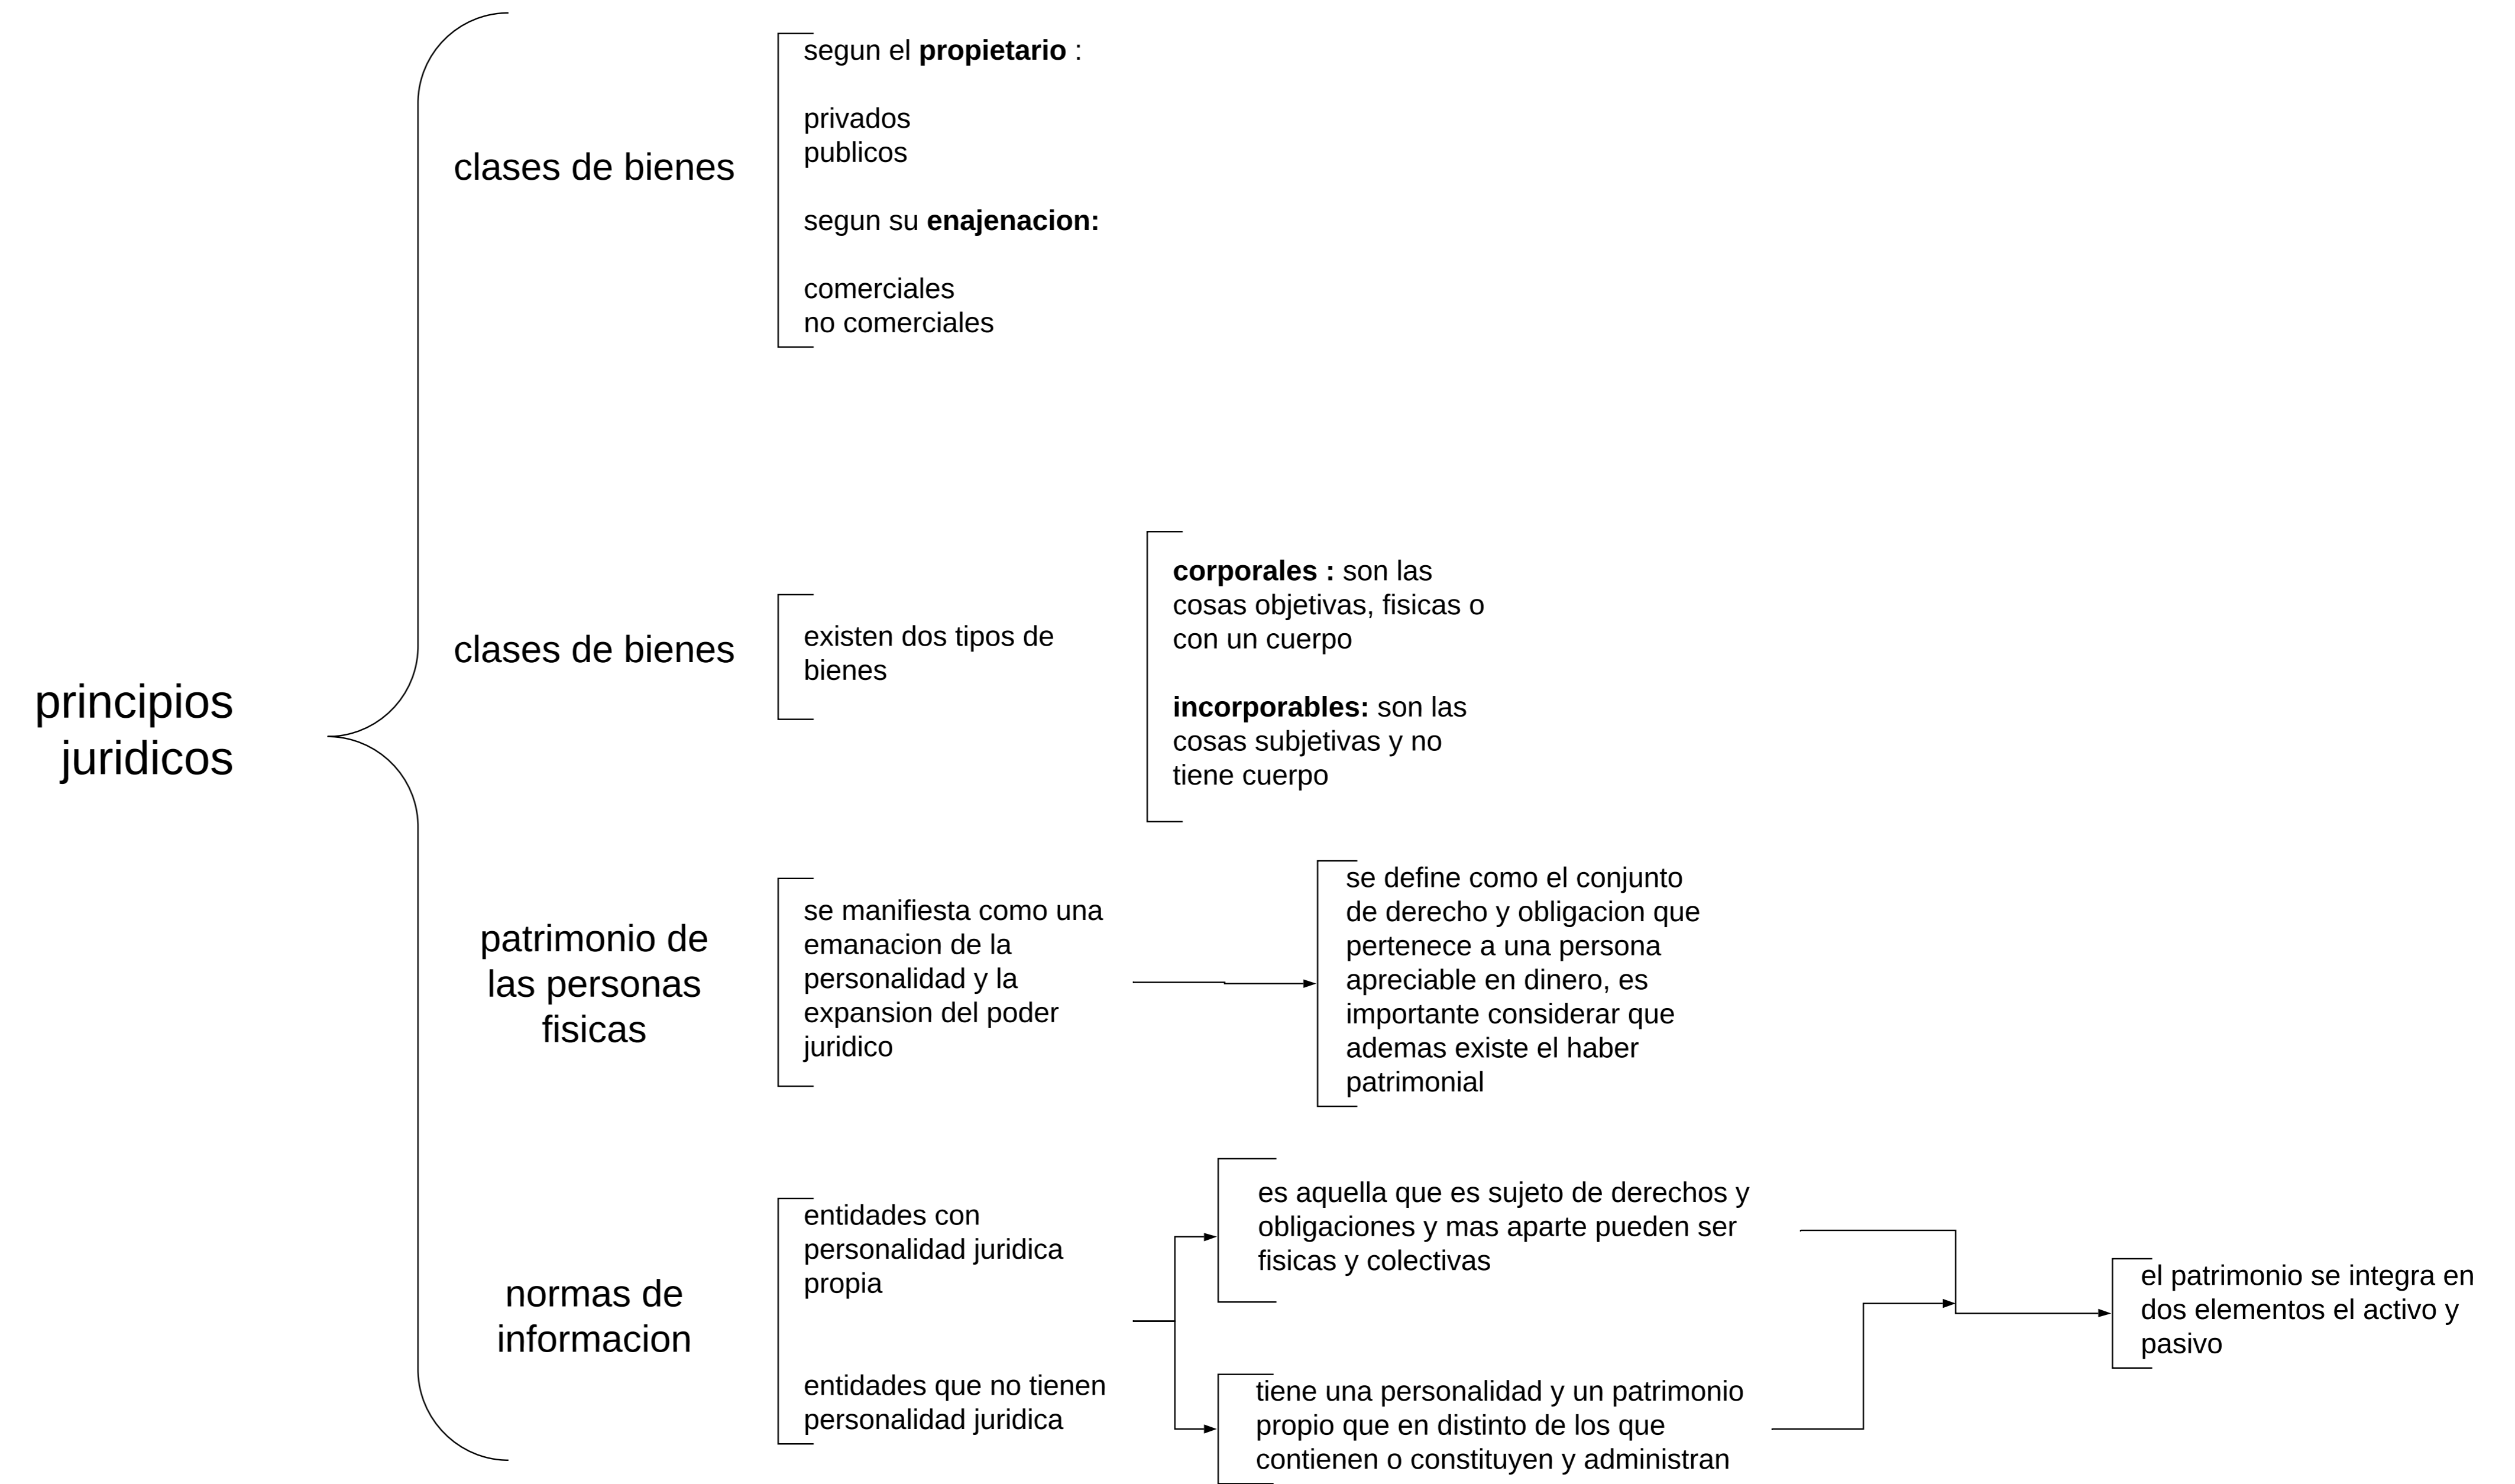 principios
juridicos
clases de bienes
segun el propietario :
privados
publicos
segun su enajenacion:
comerciales
no comerciales
clases de bienes
existen dos tipos de
bienes
corporales : son las
cosas objetivas, fisicas o
con un cuerpo
incorporables: son las
cosas subjetivas y no
tiene cuerpo
patrimonio de
las personas
fisicas
se manifiesta como una
emanacion de la
personalidad y la
expansion del poder
juridico
se define como el conjunto
de derecho y obligacion que
pertenece a una persona
apreciable en dinero, es
importante considerar que
ademas existe el haber
patrimonial
normas de
informacion
entidades con
personalidad juridica
propia
entidades que no tienen
personalidad juridica
es aquella que es sujeto de derechos y
obligaciones y mas aparte pueden ser
fisicas y colectivas
tiene una personalidad y un patrimonio
propio que en distinto de los que
contienen o constituyen y administran
el patrimonio se integra en
dos elementos el activo y
pasivo